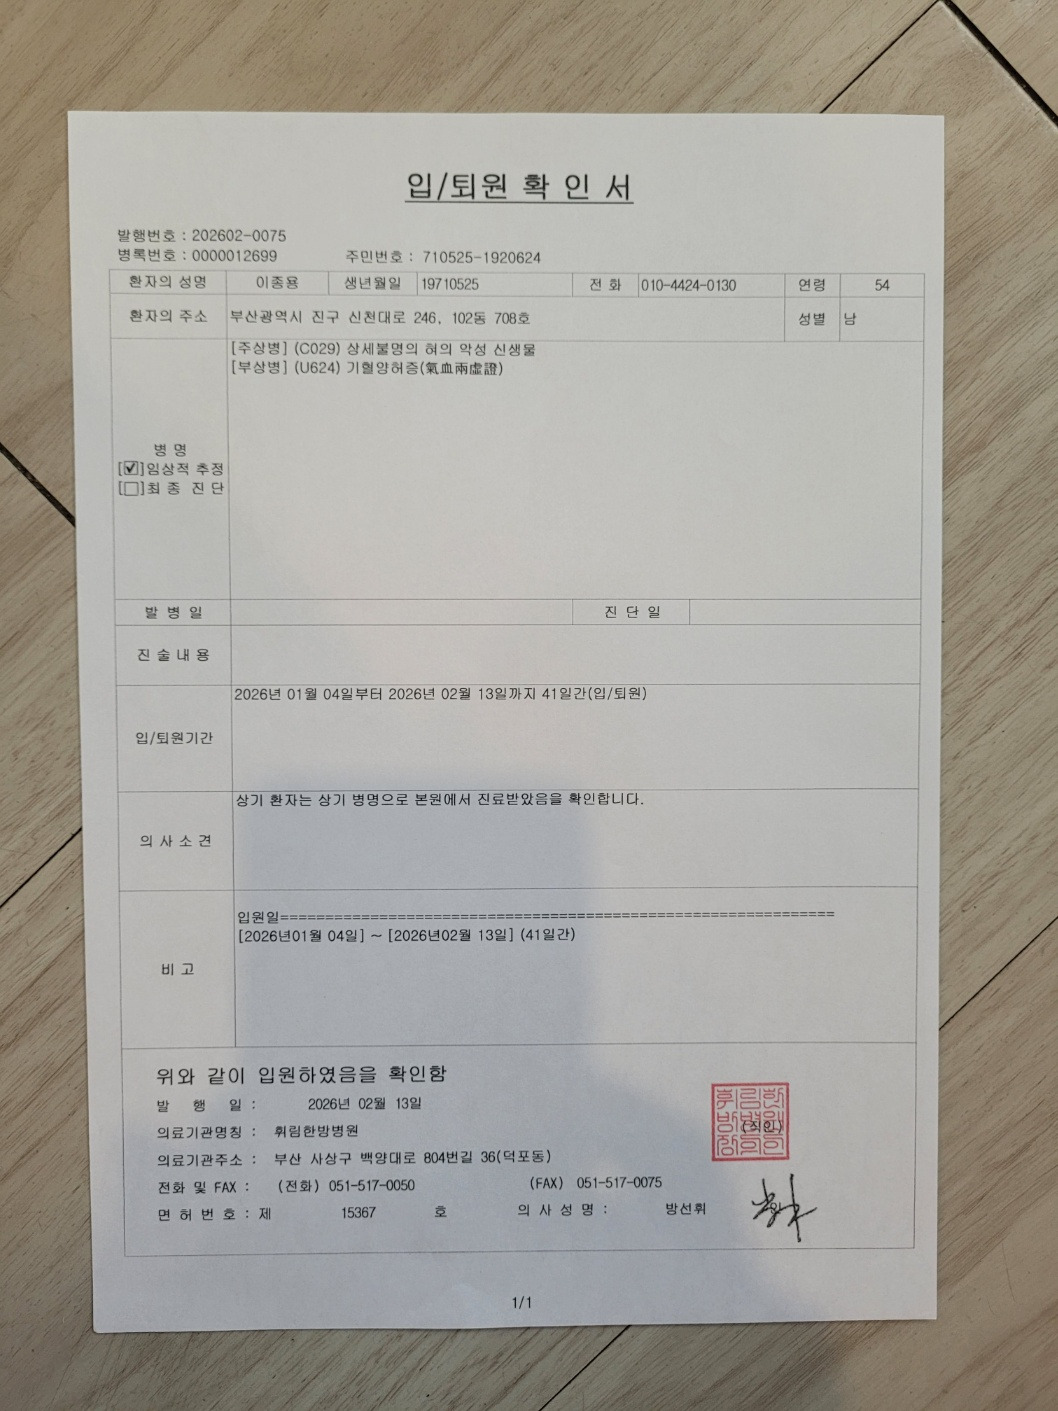 입/퇴원 확 인 서
발행번호 : 202602-0075
병록번호 : 0000012699 주민번호 : 710525-1920624
환자의 성명 이종용 생년월일 19710525 전 화 010-4424-0130 연령 54
환자의 주소 부산광역시 진구 신천대로 246, 102동 708호 성별 남
[주상병] (C029) 상세불명의 혀의 악성 신생물
[부상병] (U624) 기혈양허증(氣血兩虛證)
병 명
[☑]임상적 추정
[☐]최 종 진 단
발 병 일 진 단 일
진 술 내 용
2026년 01월 04일부터 2026년 02월 13일까지 41일간(입/퇴원)
입/퇴원기간
상기 환자는 상기 병명으로 본원에서 진료받았음을 확인합니다.
의 사 소 견
입원일==============================================================
[2026년01월 04일] ~ [2026년02월 13일] (41일간)
비 고
위와 같이 입원하였음을 확인함
발 행 일 : 2026년 02월 13일
의료기관명칭 : 휘림한방병원
(직인)
의료기관주소 : 부산 사상구 백양대로 804번길 36(덕포동)
전화 및 FAX : (전화) 051-517-0050 (FAX) 051-517-0075
면 허 번 호 : 제 15367 호 의 사 성 명 : 방선휘
1/1